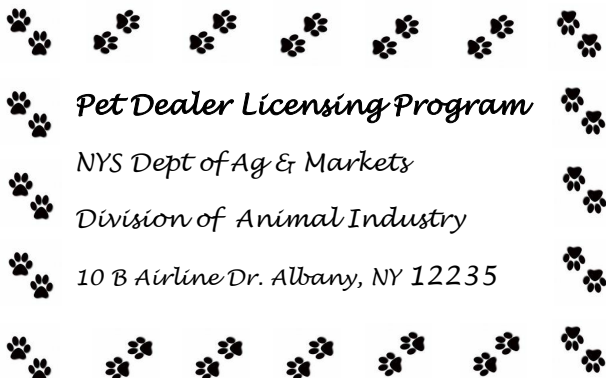 Pet Dealer Licensing Program
NYS Dept of Ag & Markets
Division of Animal Industry
10 B Airline Dr. Albany, NY 12235